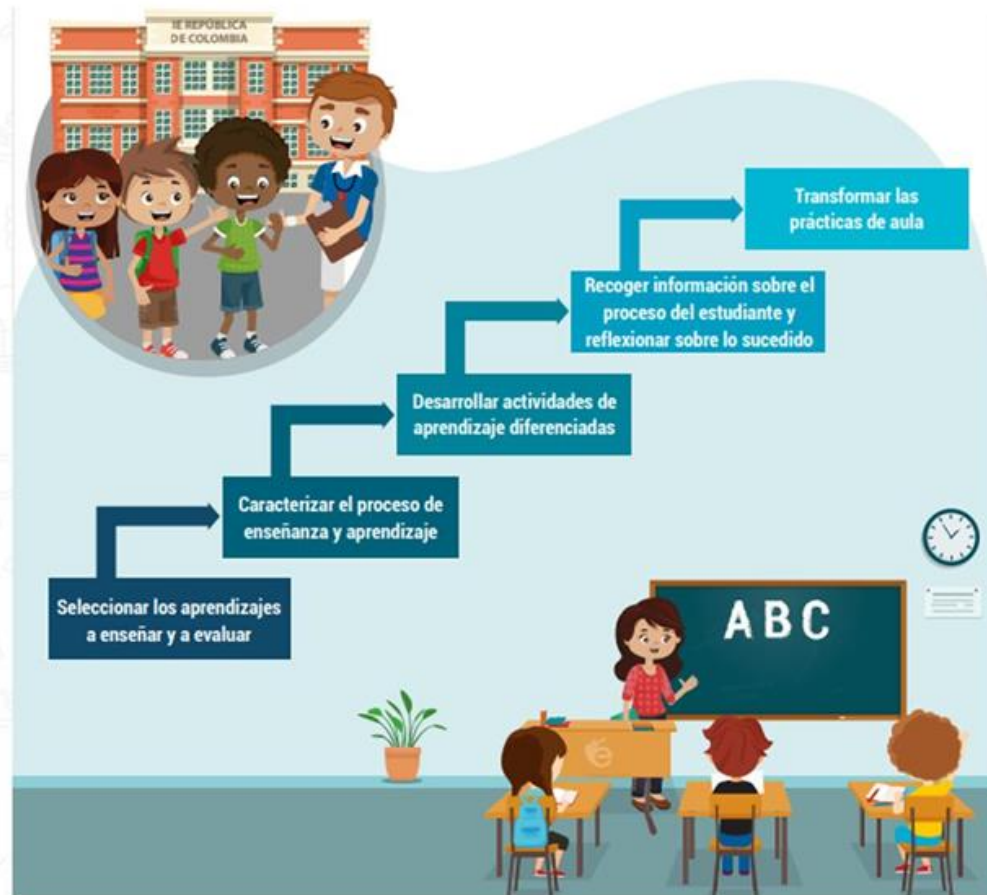 IE REPÚBLICA
DE COLOMBIA
Transformar las
prácticas de aula
Recoger información sobre el
proceso del estudiante y
reflexionar sobre lo sucedido
Desarrollar actividades de
aprendizaje diferenciadas
Caracterizar el proceso de
enseñanza y aprendizaje
Seleccionar los aprendizajes
a enseñar y a evaluar
ABC
e